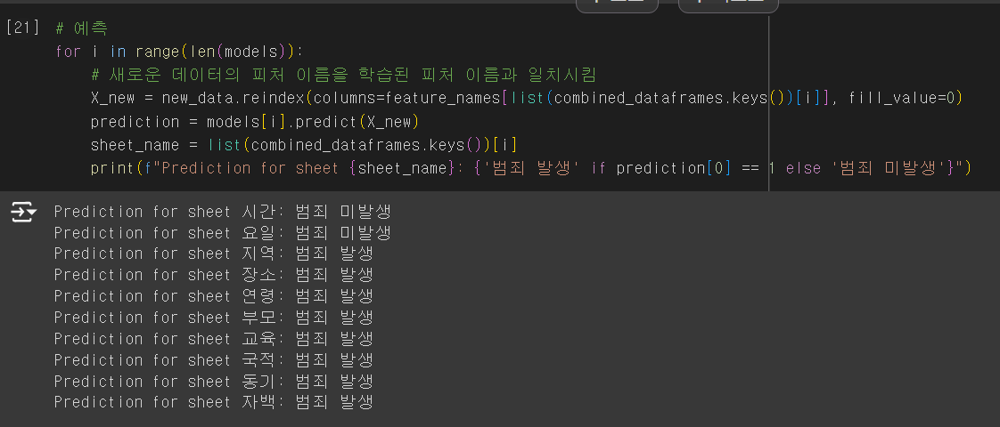 [21] # 예측
for i in range(len(models)):
    # 새로운 데이터의 피처 이름을 학습된 피처 이름과 일치시킴
    X_new = new_data.reindex(columns=feature_names[list(combined_dataframes.keys())[i]], fill_value=0)
    prediction = models[i].predict(X_new)
    sheet_name = list(combined_dataframes.keys())[i]
    print(f"Prediction for sheet {sheet_name}: {'범죄 발생' if prediction[0] == 1 else '범죄 미발생'}")
Prediction for sheet 시간: 범죄 미발생
Prediction for sheet 요일: 범죄 미발생
Prediction for sheet 지역: 범죄 발생
Prediction for sheet 장소: 범죄 발생
Prediction for sheet 연령: 범죄 발생
Prediction for sheet 부모: 범죄 발생
Prediction for sheet 교육: 범죄 발생
Prediction for sheet 국적: 범죄 발생
Prediction for sheet 동기: 범죄 발생
Prediction for sheet 자백: 범죄 발생